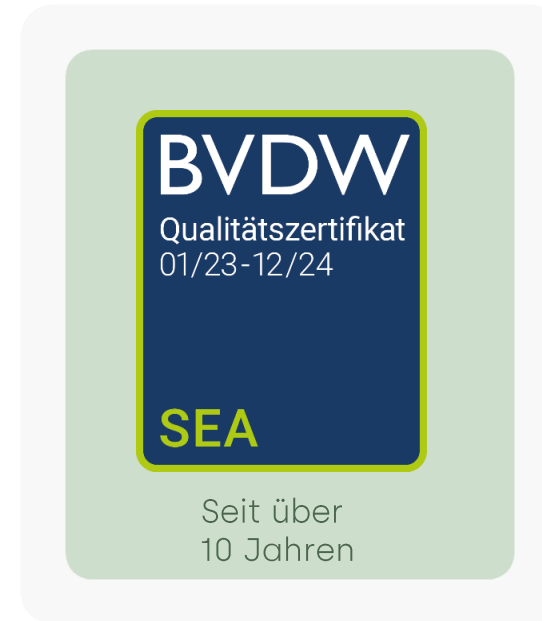 BVDW
Qualitätszertifikat
01/23-12/24
SEA
Seit über
10 Jahren